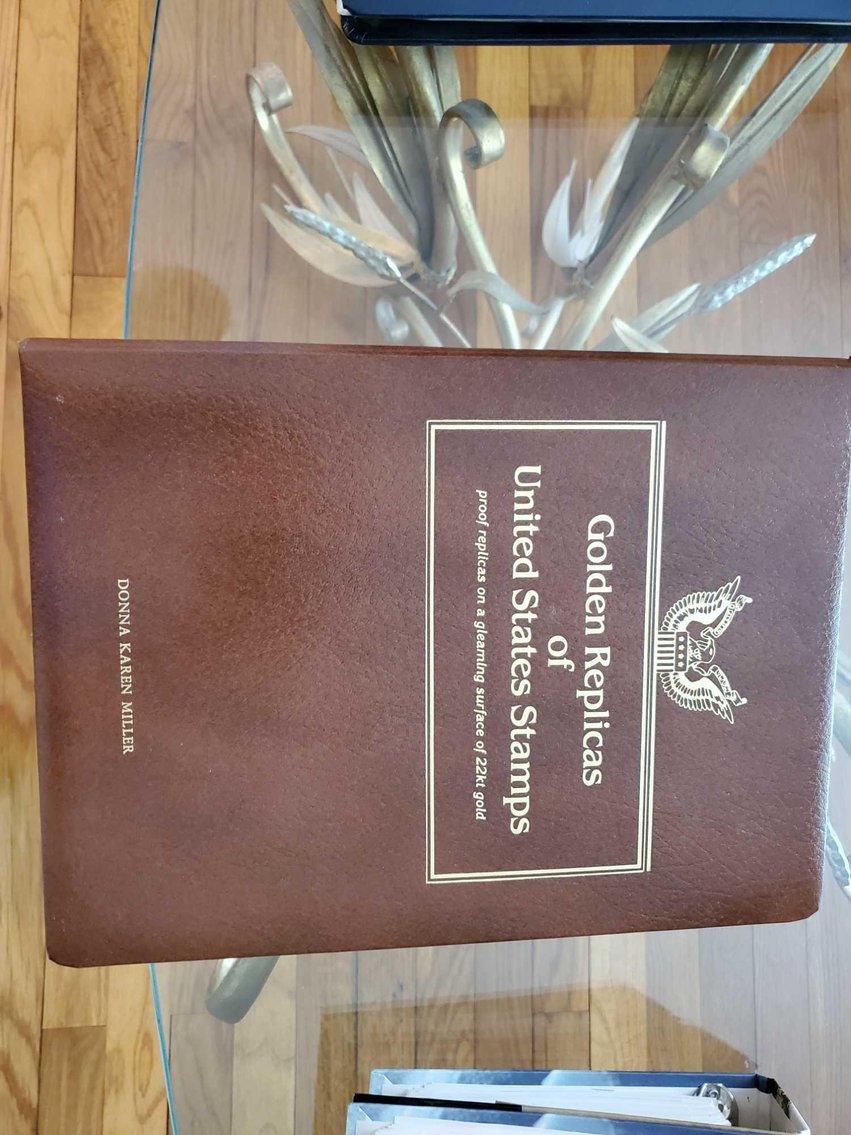 Golden Replicas
of
United States Stamps
proof replicas on a gleaming surface of 22kt gold
DONNA KAREN MILLER